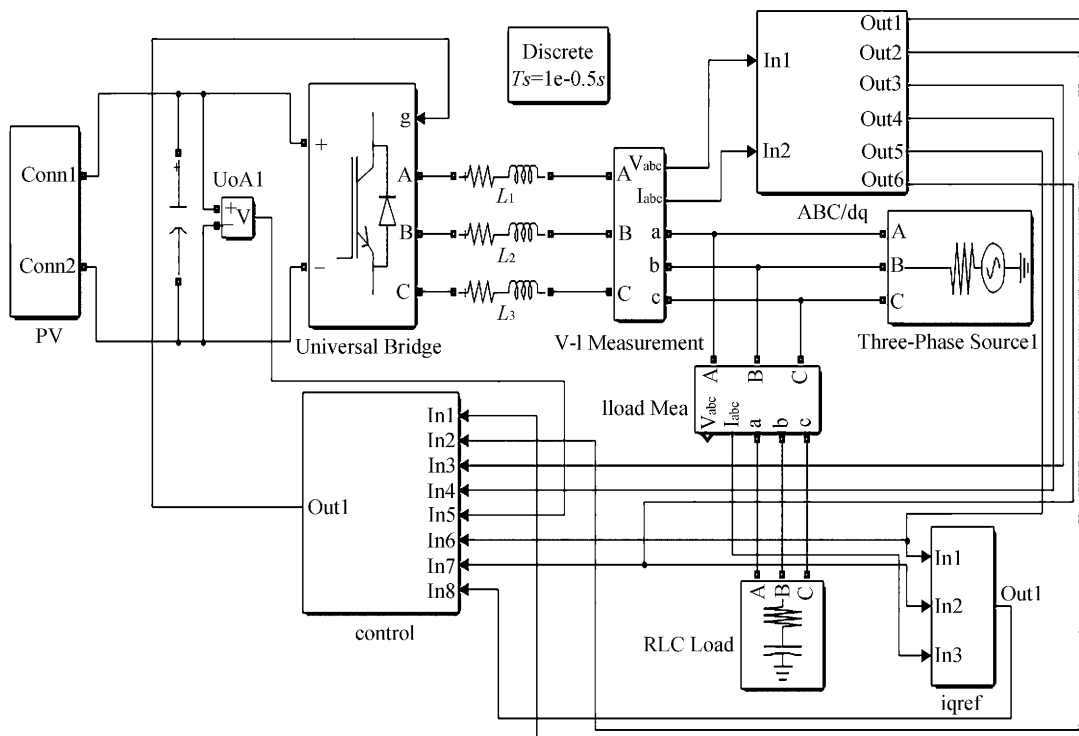 Discrete
Ts=1e-0.5s
In1
In2
Out1
Out2
Out3
Out4
Out5
Out6
ABC/dq
Conn1
Conn2
PV
+
UoA1
+
−
V
+
−
g
A
B
C
Universal Bridge
+
L1
+
L2
+
L3
A
B
C
Vabc
Iabc
a
b
c
V-l Measurement
A
B
C
Three-Phase Source1
A
B
C
Vabc
Iabc
a
b
c
lload Mea
In1
In2
In3
In4
In5
In6
In7
In8
Out1
control
A
B
C
RLC Load
In1
In2
In3
Out1
iqref